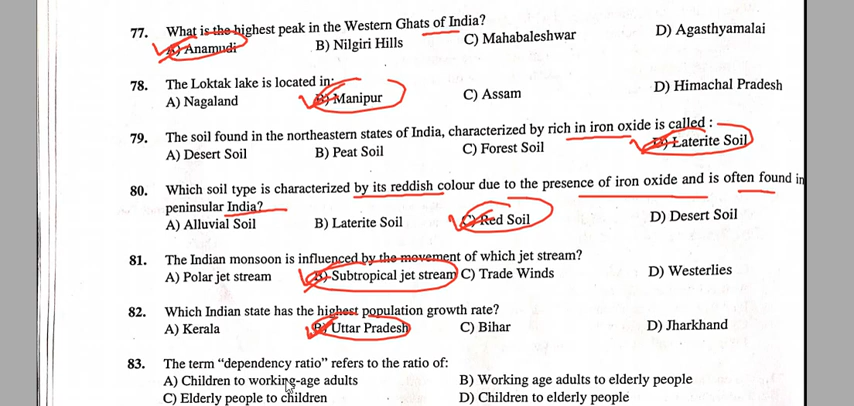 77. What is the highest peak in the Western Ghats of India?
A) Anamudi B) Nilgiri Hills C) Mahabaleshwar D) Agasthyamalai
78. The Loktak lake is located in:
A) Nagaland B) Manipur C) Assam D) Himachal Pradesh
79. The soil found in the northeastern states of India, characterized by rich in iron oxide is called :
A) Desert Soil B) Peat Soil C) Forest Soil D) Laterite Soil
80. Which soil type is characterized by its reddish colour due to the presence of iron oxide and is often found in
peninsular India?
A) Alluvial Soil B) Laterite Soil C) Red Soil D) Desert Soil
81. The Indian monsoon is influenced by the movement of which jet stream?
A) Polar jet stream B) Subtropical jet stream C) Trade Winds D) Westerlies
82. Which Indian state has the highest population growth rate?
A) Kerala B) Uttar Pradesh C) Bihar D) Jharkhand
83. The term “dependency ratio” refers to the ratio of:
A) Children to working-age adults B) Working age adults to elderly people
C) Elderly people to children D) Children to elderly people